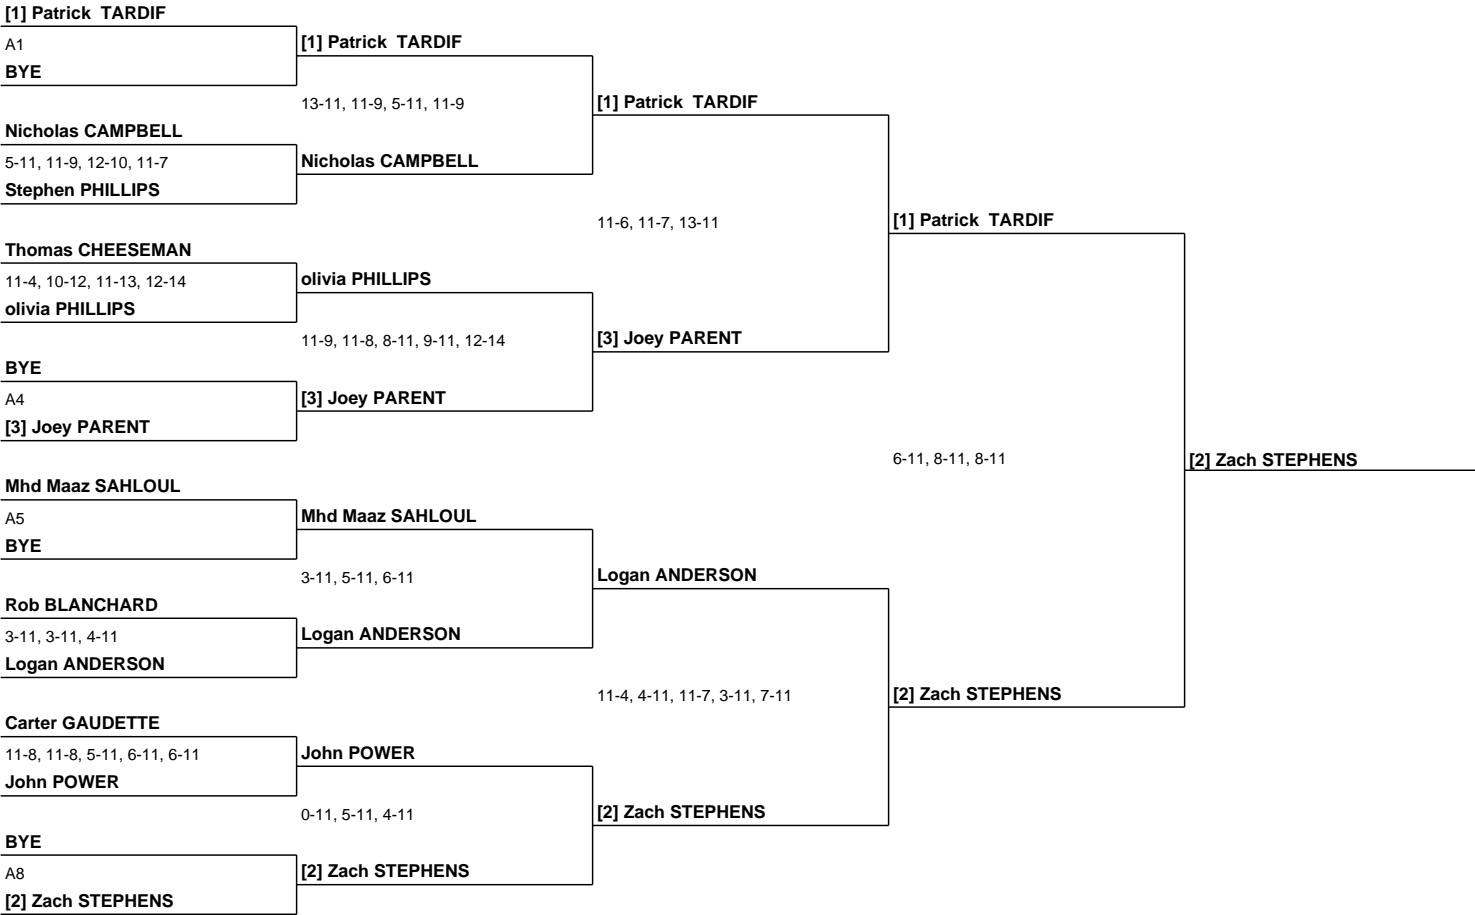 [1] Patrick  TARDIF
A1
BYE
Nicholas CAMPBELL
5-11, 11-9, 12-10, 11-7
Stephen PHILLIPS
Thomas CHEESEMAN
11-4, 10-12, 11-13, 12-14
olivia PHILLIPS
BYE
A4
[3] Joey PARENT
Mhd Maaz SAHLOUL
A5
BYE
Rob BLANCHARD
3-11, 3-11, 4-11
Logan ANDERSON
Carter GAUDETTE
11-8, 11-8, 5-11, 6-11, 6-11
John POWER
BYE
A8
[2] Zach STEPHENS
[1] Patrick  TARDIF
13-11, 11-9, 5-11, 11-9
Nicholas CAMPBELL
olivia PHILLIPS
11-9, 11-8, 8-11, 9-11, 12-14
[3] Joey PARENT
Mhd Maaz SAHLOUL
3-11, 5-11, 6-11
Logan ANDERSON
John POWER
0-11, 5-11, 4-11
[2] Zach STEPHENS
[1] Patrick  TARDIF
11-6, 11-7, 13-11
[3] Joey PARENT
Logan ANDERSON
11-4, 4-11, 11-7, 3-11, 7-11
[2] Zach STEPHENS
[1] Patrick  TARDIF
6-11, 8-11, 8-11
[2] Zach STEPHENS
[2] Zach STEPHENS